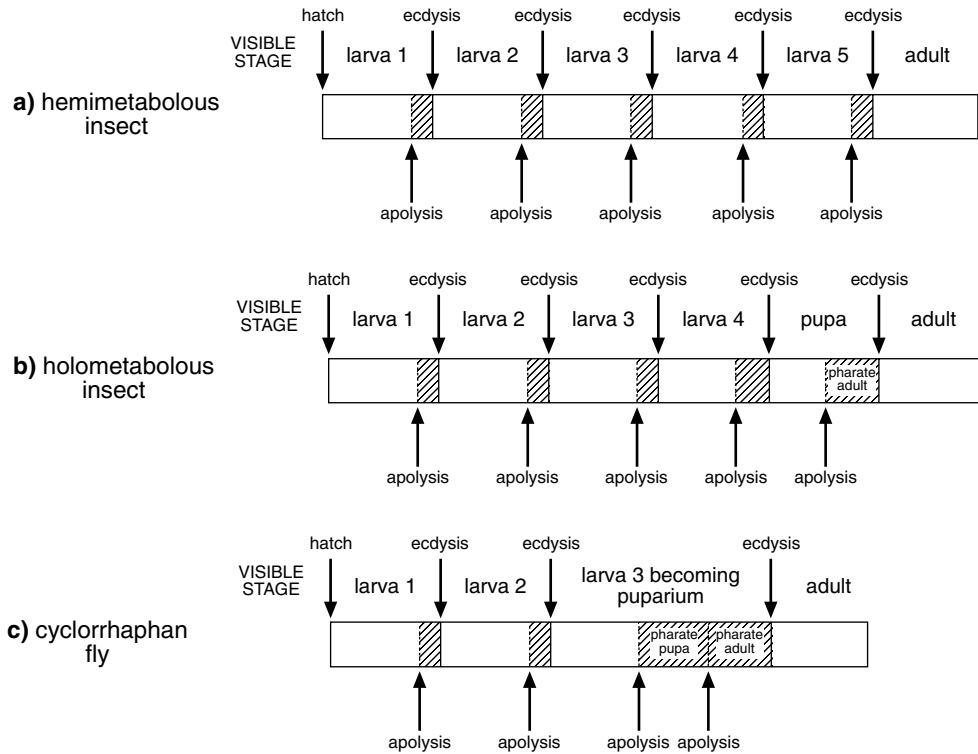 hatch ecdysis ecdysis ecdysis ecdysis ecdysis
VISIBLE
STAGE
larva 1 larva 2 larva 3 larva 4 larva 5 adult
a) hemimetabolous
insect
apolysis apolysis apolysis apolysis apolysis
hatch ecdysis ecdysis ecdysis ecdysis ecdysis
VISIBLE
STAGE
larva 1 larva 2 larva 3 larva 4 pupa adult
b) holometabolous
insect
pharate
adult
apolysis apolysis apolysis apolysis apolysis
hatch ecdysis ecdysis ecdysis
VISIBLE
STAGE
larva 1 larva 2 larva 3 becoming
puparium
adult
c) cyclorrhaphan
fly
pharate
pupa
pharate
adult
apolysis apolysis apolysis apolysis